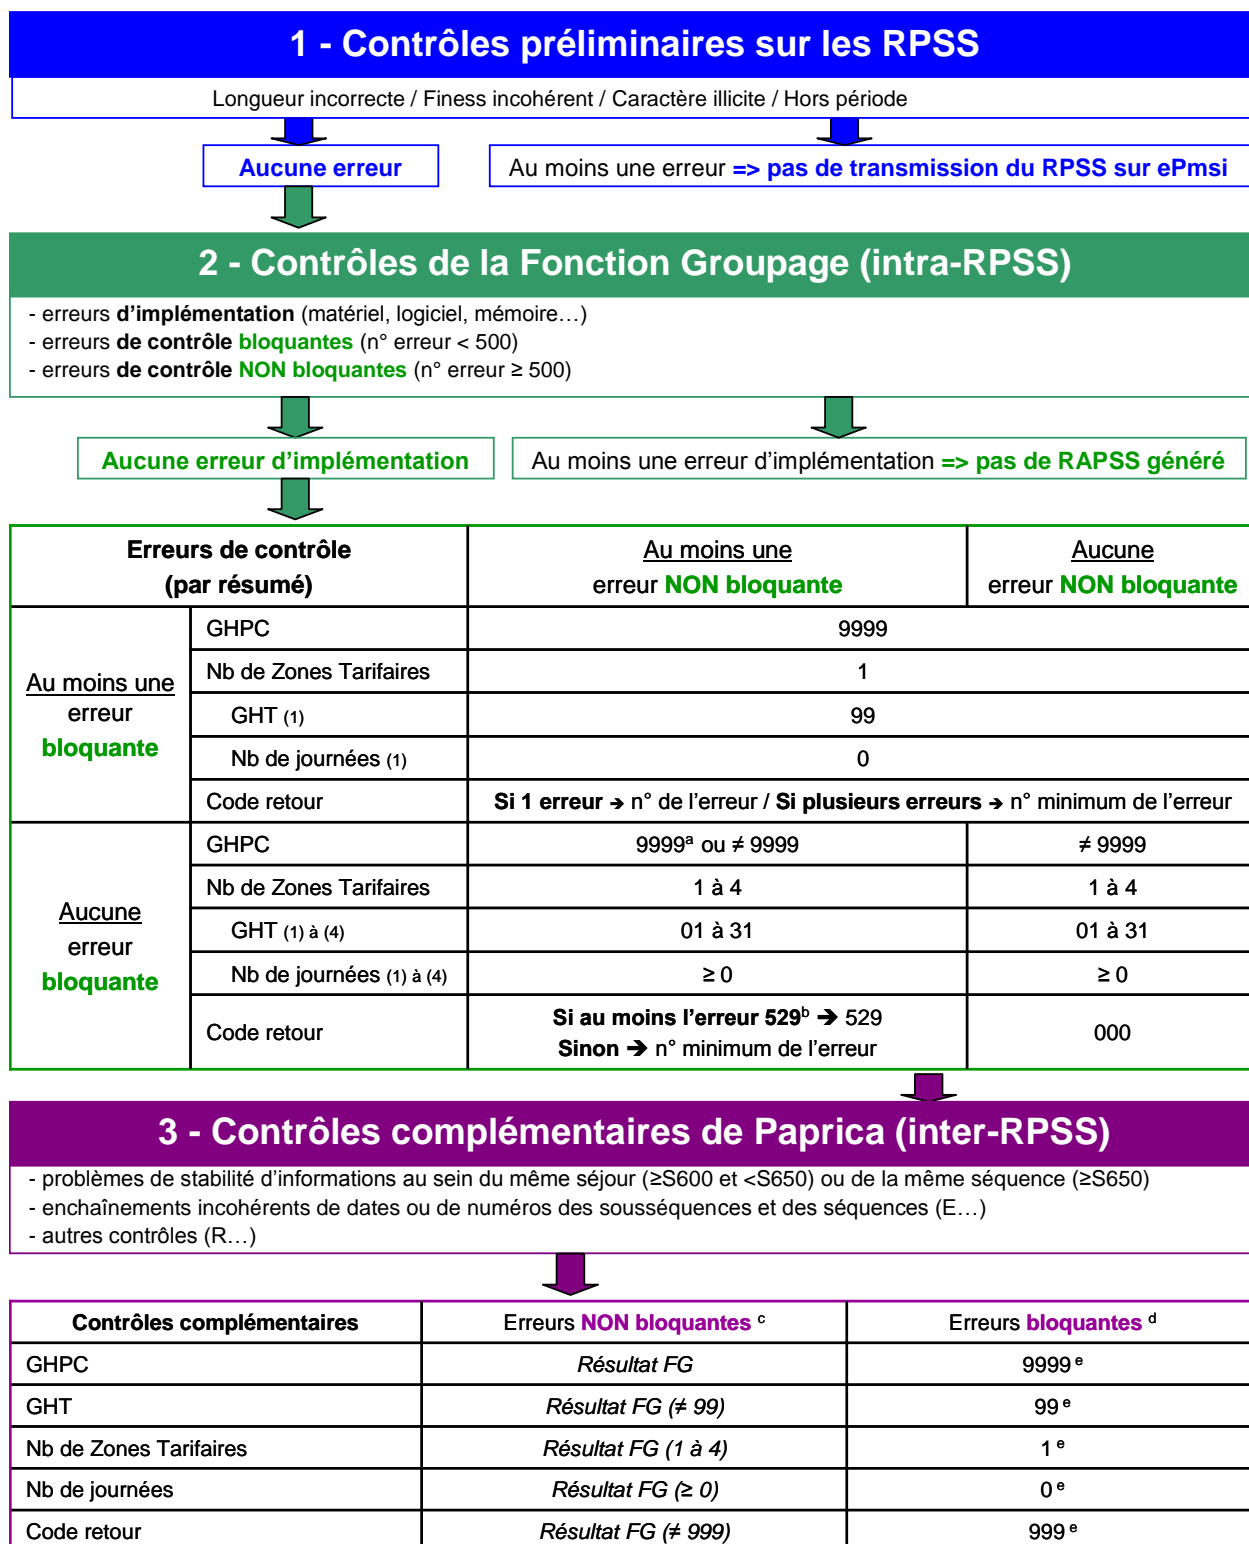 1 - Contrôles préliminaires sur les RPSS
Longueur incorrecte / Finess incohérent / Caractère illicite / Hors période
Aucune erreur
Au moins une erreur => pas de transmission du RPSS sur ePmsi
2 - Contrôles de la Fonction Groupage (intra-RPSS)
- erreurs d'implémentation (matériel, logiciel, mémoire…)
- erreurs de contrôle bloquantes (n° erreur < 500)
- erreurs de contrôle NON bloquantes (n° erreur ≥ 500)
Aucune erreur d'implémentation
Au moins une erreur d'implémentation => pas de RAPSS généré
Erreurs de contrôle
(par résumé)
Au moins une
erreur NON bloquante
Aucune
erreur NON bloquante
Au moins une
erreur
bloquante
GHPC
9999
Nb de Zones Tarifaires
1
GHT (1)
99
Nb de journées (1)
0
Code retour
Si 1 erreur ➔ n° de l'erreur / Si plusieurs erreurs ➔ n° minimum de l'erreur
Aucune
erreur
bloquante
GHPC
9999ᵃ ou ≠ 9999
≠ 9999
Nb de Zones Tarifaires
1 à 4
1 à 4
GHT (1) à (4)
01 à 31
01 à 31
Nb de journées (1) à (4)
≥ 0
≥ 0
Code retour
Si au moins l'erreur 529ᵇ ➔ 529
Sinon ➔ n° minimum de l'erreur
000
3 - Contrôles complémentaires de Paprica (inter-RPSS)
- problèmes de stabilité d'informations au sein du même séjour (≥S600 et <S650) ou de la même séquence (≥S650)
- enchaînements incohérents de dates ou de numéros des sousséquences et des séquences (E…)
- autres contrôles (R…)
Contrôles complémentaires
Erreurs NON bloquantes ᶜ
Erreurs bloquantes ᵈ
GHPC
Résultat FG
9999 ᵉ
GHT
Résultat FG (≠ 99)
99 ᵉ
Nb de Zones Tarifaires
Résultat FG (1 à 4)
1 ᵉ
Nb de journées
Résultat FG (≥ 0)
0 ᵉ
Code retour
Résultat FG (≠ 999)
999 ᵉ